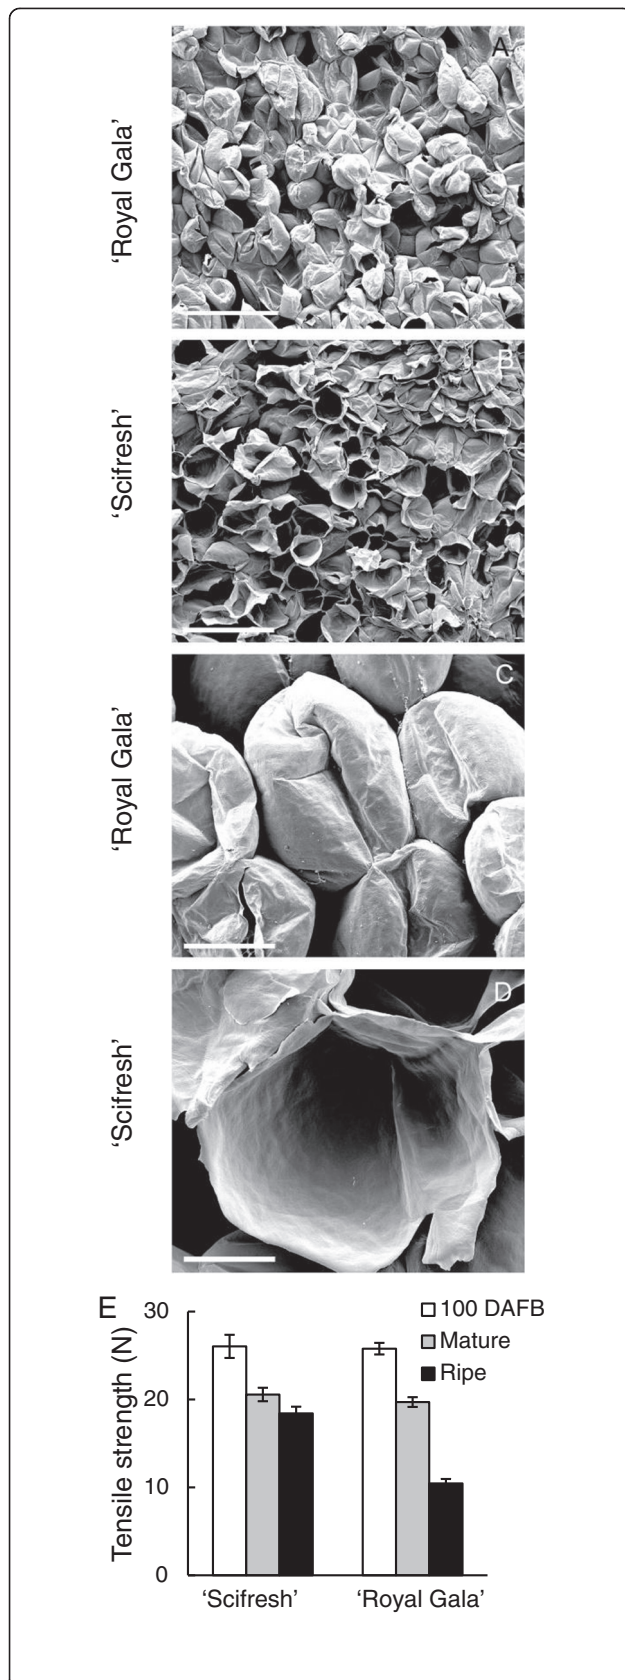 A
‘Royal Gala’
B
‘Scifresh’
C
‘Royal Gala’
D
‘Scifresh’
E
30
20
10
0
Tensile strength (N)
100 DAFB
Mature
Ripe
‘Scifresh’
‘Royal Gala’